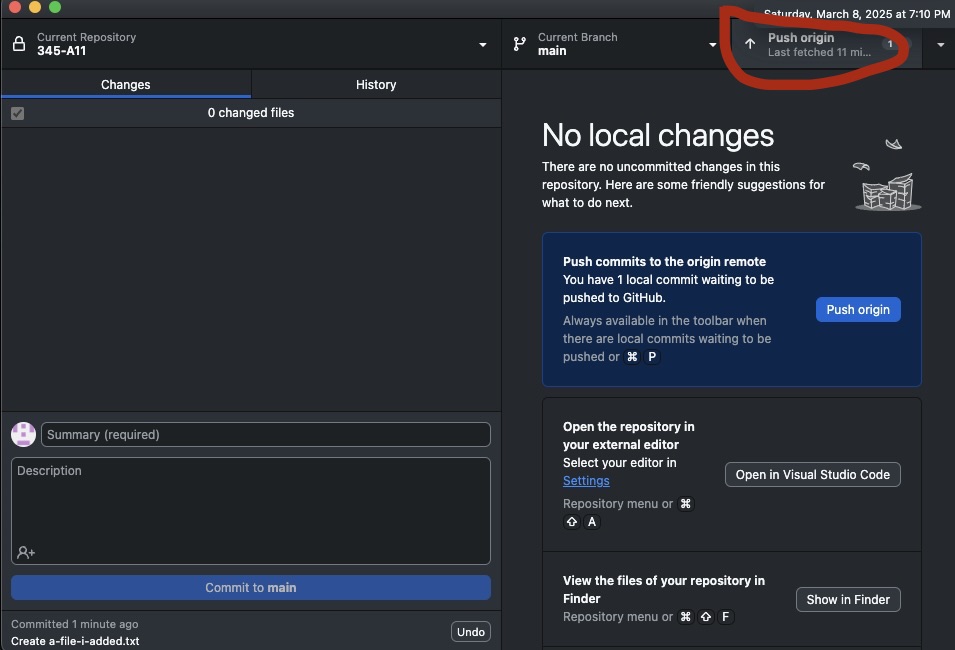 Saturday, March 8, 2025 at 7:10 PM
Current Repository
345-A11
Current Branch
main
Push origin
Last fetched 11 mi...
1
Changes
History
0 changed files
No local changes
There are no uncommitted changes in this
repository. Here are some friendly suggestions for
what to do next.
Push commits to the origin remote
You have 1 local commit waiting to be
pushed to GitHub.
Always available in the toolbar when
there are local commits waiting to be
pushed or ⌘ P
Push origin
Open the repository in
your external editor
Select your editor in
Settings
Repository menu or ⌘
⇧ A
Open in Visual Studio Code
View the files of your repository in
Finder
Repository menu or ⌘ ⇧ F
Show in Finder
Summary (required)
Description
Commit to main
Committed 1 minute ago
Create a-file-i-added.txt
Undo